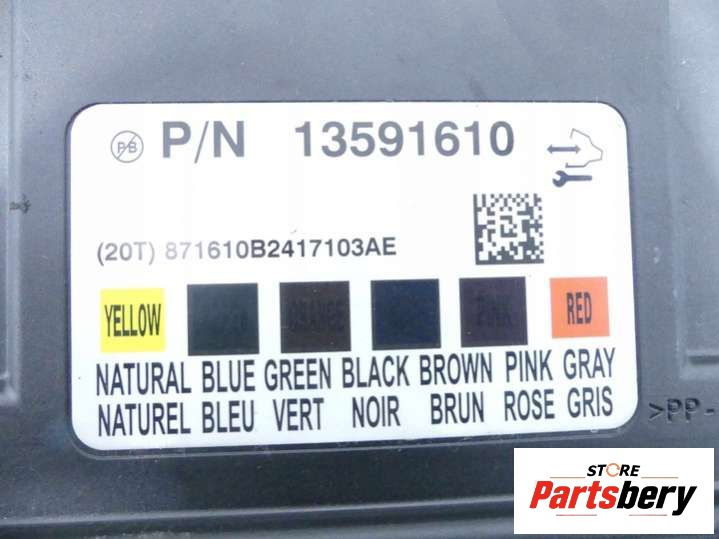 PB P/N 13591610
(20T) 871610B2417103AE
YELLOW ORANGE PINK RED
NATURAL BLUE GREEN BLACK BROWN PINK GRAY
NATUREL BLEU VERT NOIR BRUN ROSE GRIS
>PP-
STORE
Partsbery